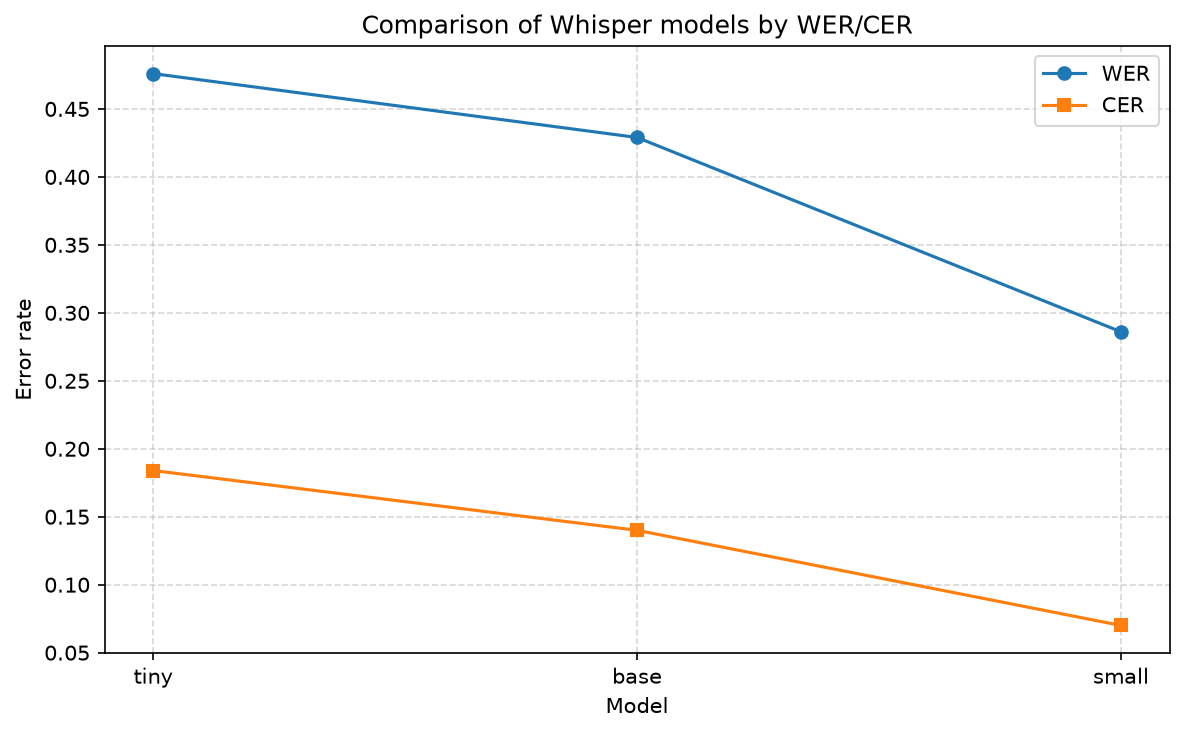 Comparison of Whisper models by WER/CER
WER
CER
Error rate
0.45
0.40
0.35
0.30
0.25
0.20
0.15
0.10
0.05
tiny
base
small
Model